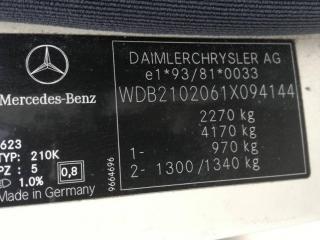 DAIMLERCHRYSLER AG
e1*93/81*0033
Mercedes-Benz
WDB2102061X094144
2270 kg
4170 kg
1- 970 kg
2- 1300/1340 kg
623
TYP: 210K
PZ : 5
0,8
1.0%
Made in Germany
9664696